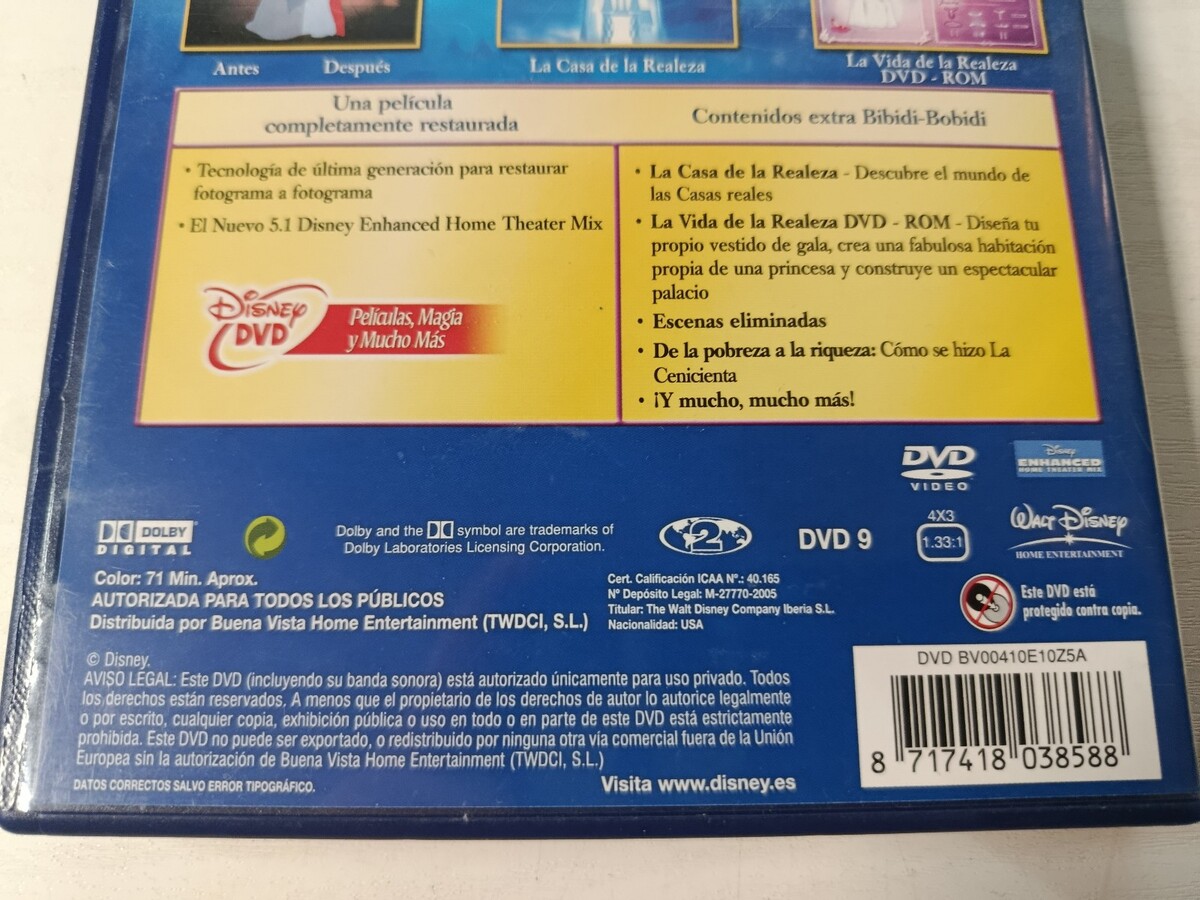 Antes
Después
La Casa de la Realeza
La Vida de la Realeza
DVD - ROM
Una película
completamente restaurada
Contenidos extra Bibidi-Bobidi
• Tecnología de última generación para restaurar
fotograma a fotograma
• El Nuevo 5.1 Disney Enhanced Home Theater Mix
Disney
DVD
Películas, Magia
y Mucho Más
• La Casa de la Realeza - Descubre el mundo de
las Casas reales
• La Vida de la Realeza DVD - ROM - Diseña tu
propio vestido de gala, crea una fabulosa habitación
propia de una princesa y construye un espectacular
palacio
• Escenas eliminadas
• De la pobreza a la riqueza: Cómo se hizo La
Cenicienta
• ¡Y mucho, mucho más!
DVD
VIDEO
Disney
ENHANCED
HOME THEATER MIX
DOLBY
DIGITAL
Dolby and the symbol are trademarks of
Dolby Laboratories Licensing Corporation.
2
DVD 9
4X3
1.33:1
Walt Disney
HOME ENTERTAINMENT
Color: 71 Min. Aprox.
AUTORIZADA PARA TODOS LOS PÚBLICOS
Distribuída por Buena Vista Home Entertainment (TWDCI, S.L.)
Cert. Calificación ICAA Nº.: 40.165
Nº Depósito Legal: M-27770-2005
Titular: The Walt Disney Company Iberia S.L.
Nacionalidad: USA
Este DVD está
protegido contra copia.
© Disney.
AVISO LEGAL: Este DVD (incluyendo su banda sonora) está autorizado únicamente para uso privado. Todos
los derechos están reservados. A menos que el propietario de los derechos de autor lo autorice legalmente
o por escrito, cualquier copia, exhibición pública o uso en todo o en parte de este DVD está estrictamente
prohibida. Este DVD no puede ser exportado, o redistribuido por ninguna otra vía comercial fuera de la Unión
Europea sin la autorización de Buena Vista Home Entertainment (TWDCI, S.L.)
DATOS CORRECTOS SALVO ERROR TIPOGRÁFICO.
Visita www.disney.es
DVD BV00410E10Z5A
8 717418 038588